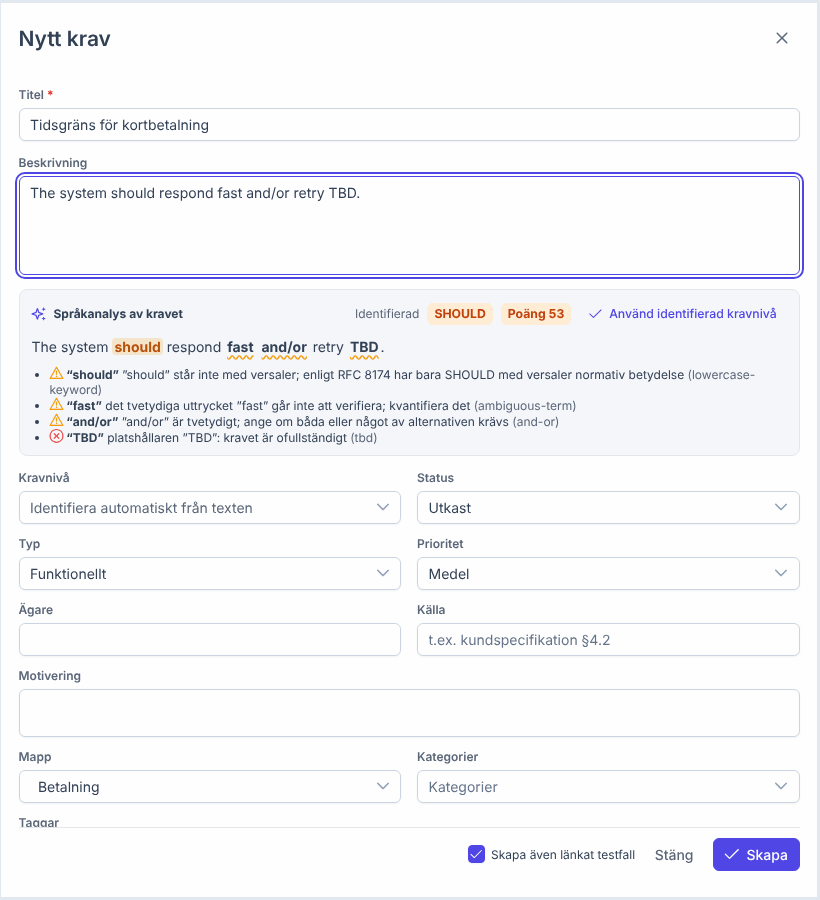 Nytt krav
Titel *
Tidsgräns för kortbetalning
Beskrivning
The system should respond fast and/or retry TBD.
Språkanalys av kravet Identifierad SHOULD Poäng 53 Använd identifierad kravnivå
The system should respond fast and/or retry TBD.
• “should” ”should” står inte med versaler; enligt RFC 8174 har bara SHOULD med versaler normativ betydelse (lowercase-
keyword)
• “fast” det tvetydiga uttrycket ”fast” går inte att verifiera; kvantifiera det (ambiguous-term)
• “and/or” ”and/or” är tvetydigt; ange om båda eller något av alternativen krävs (and-or)
• “TBD” platshållaren ”TBD”: kravet är ofullständigt (tbd)
Kravnivå Status
Identifiera automatiskt från texten Utkast
Typ Prioritet
Funktionellt Medel
Ägare Källa
t.ex. kundspecifikation §4.2
Motivering
Mapp Kategorier
Betalning Kategorier
Taggar
Skapa även länkat testfall Stäng Skapa